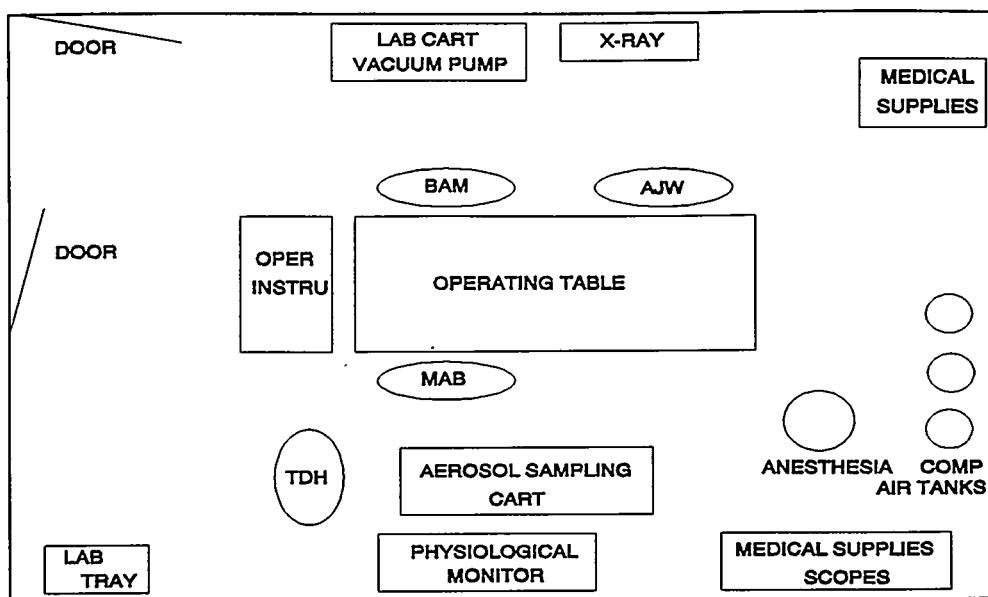 DOOR
LAB CART
VACUUM PUMP
X-RAY
MEDICAL
SUPPLIES
BAM
AJW
DOOR
OPER
INSTRU
OPERATING TABLE
MAB
TDH
AEROSOL SAMPLING
CART
ANESTHESIA
COMP
AIR TANKS
LAB
TRAY
PHYSIOLOGICAL
MONITOR
MEDICAL SUPPLIES
SCOPES